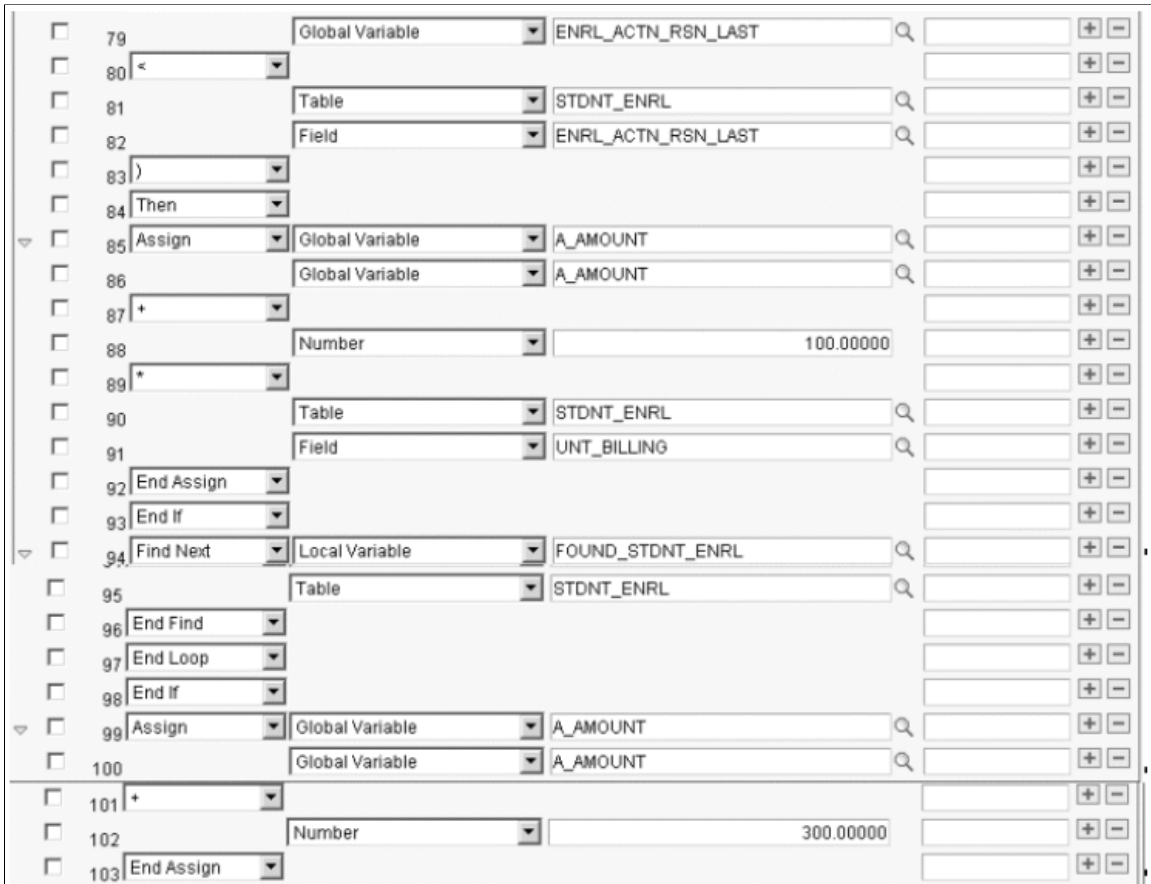 79 Global Variable ENRL_ACTN_RSN_LAST
80 <
81 Table STDNT_ENRL
82 Field ENRL_ACTN_RSN_LAST
83 )
84 Then
85 Assign Global Variable A_AMOUNT
86 Global Variable A_AMOUNT
87 +
88 Number 100.00000
89 *
90 Table STDNT_ENRL
91 Field UNT_BILLING
92 End Assign
93 End If
94 Find Next Local Variable FOUND_STDNT_ENRL
95 Table STDNT_ENRL
96 End Find
97 End Loop
98 End If
99 Assign Global Variable A_AMOUNT
100 Global Variable A_AMOUNT
101 +
102 Number 300.00000
103 End Assign